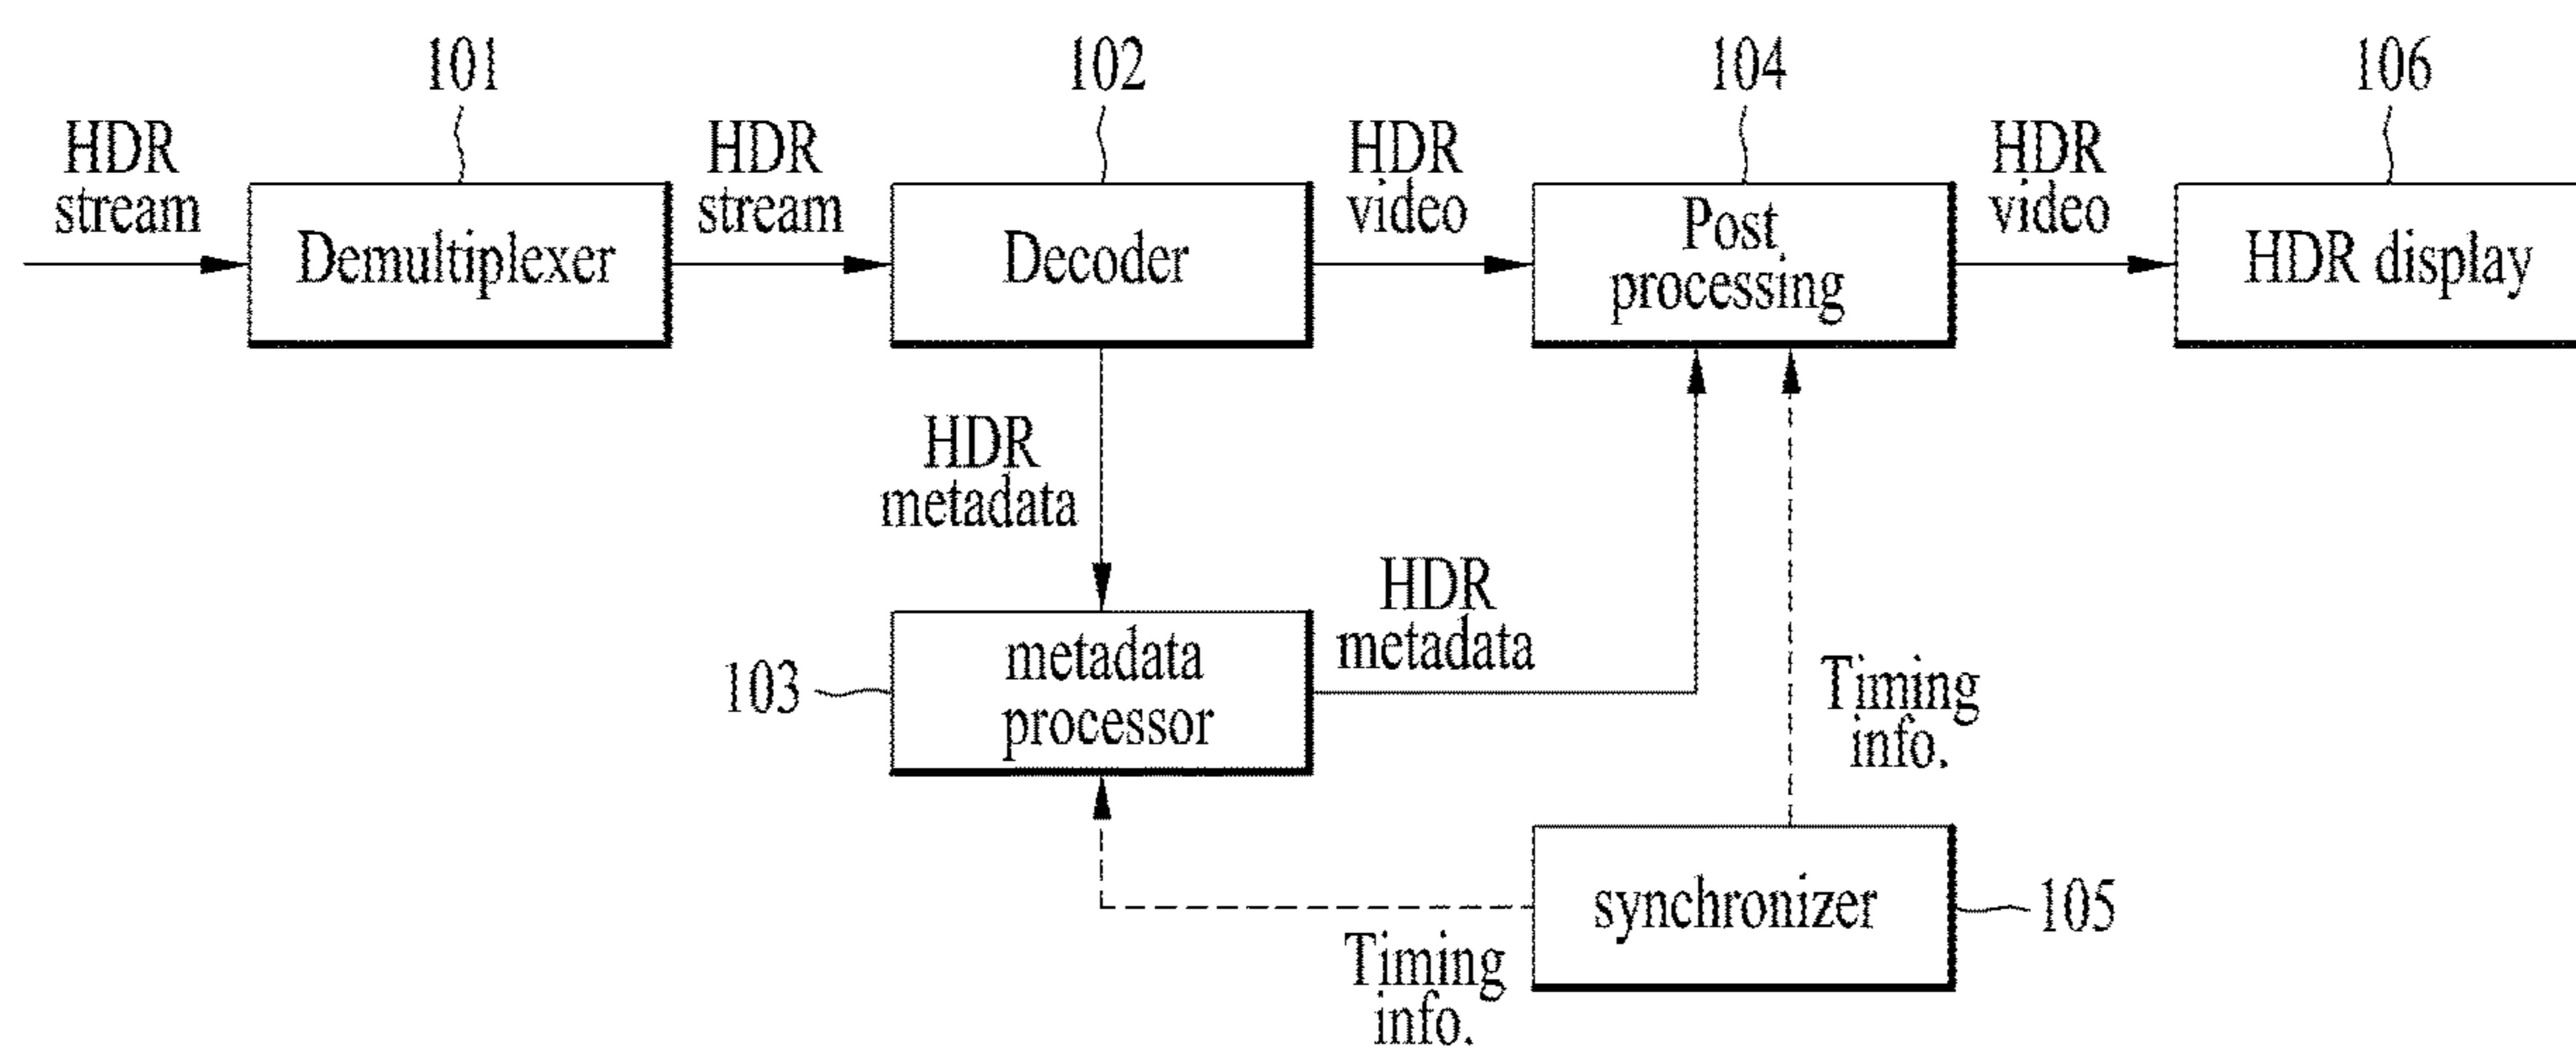 101
102
104
106
HDR
stream
HDR
stream
HDR
video
HDR
video
Demultiplexer
Decoder
Post
processing
HDR display
HDR
metadata
HDR
metadata
103
metadata
processor
Timing
info.
synchronizer
105
Timing
info.